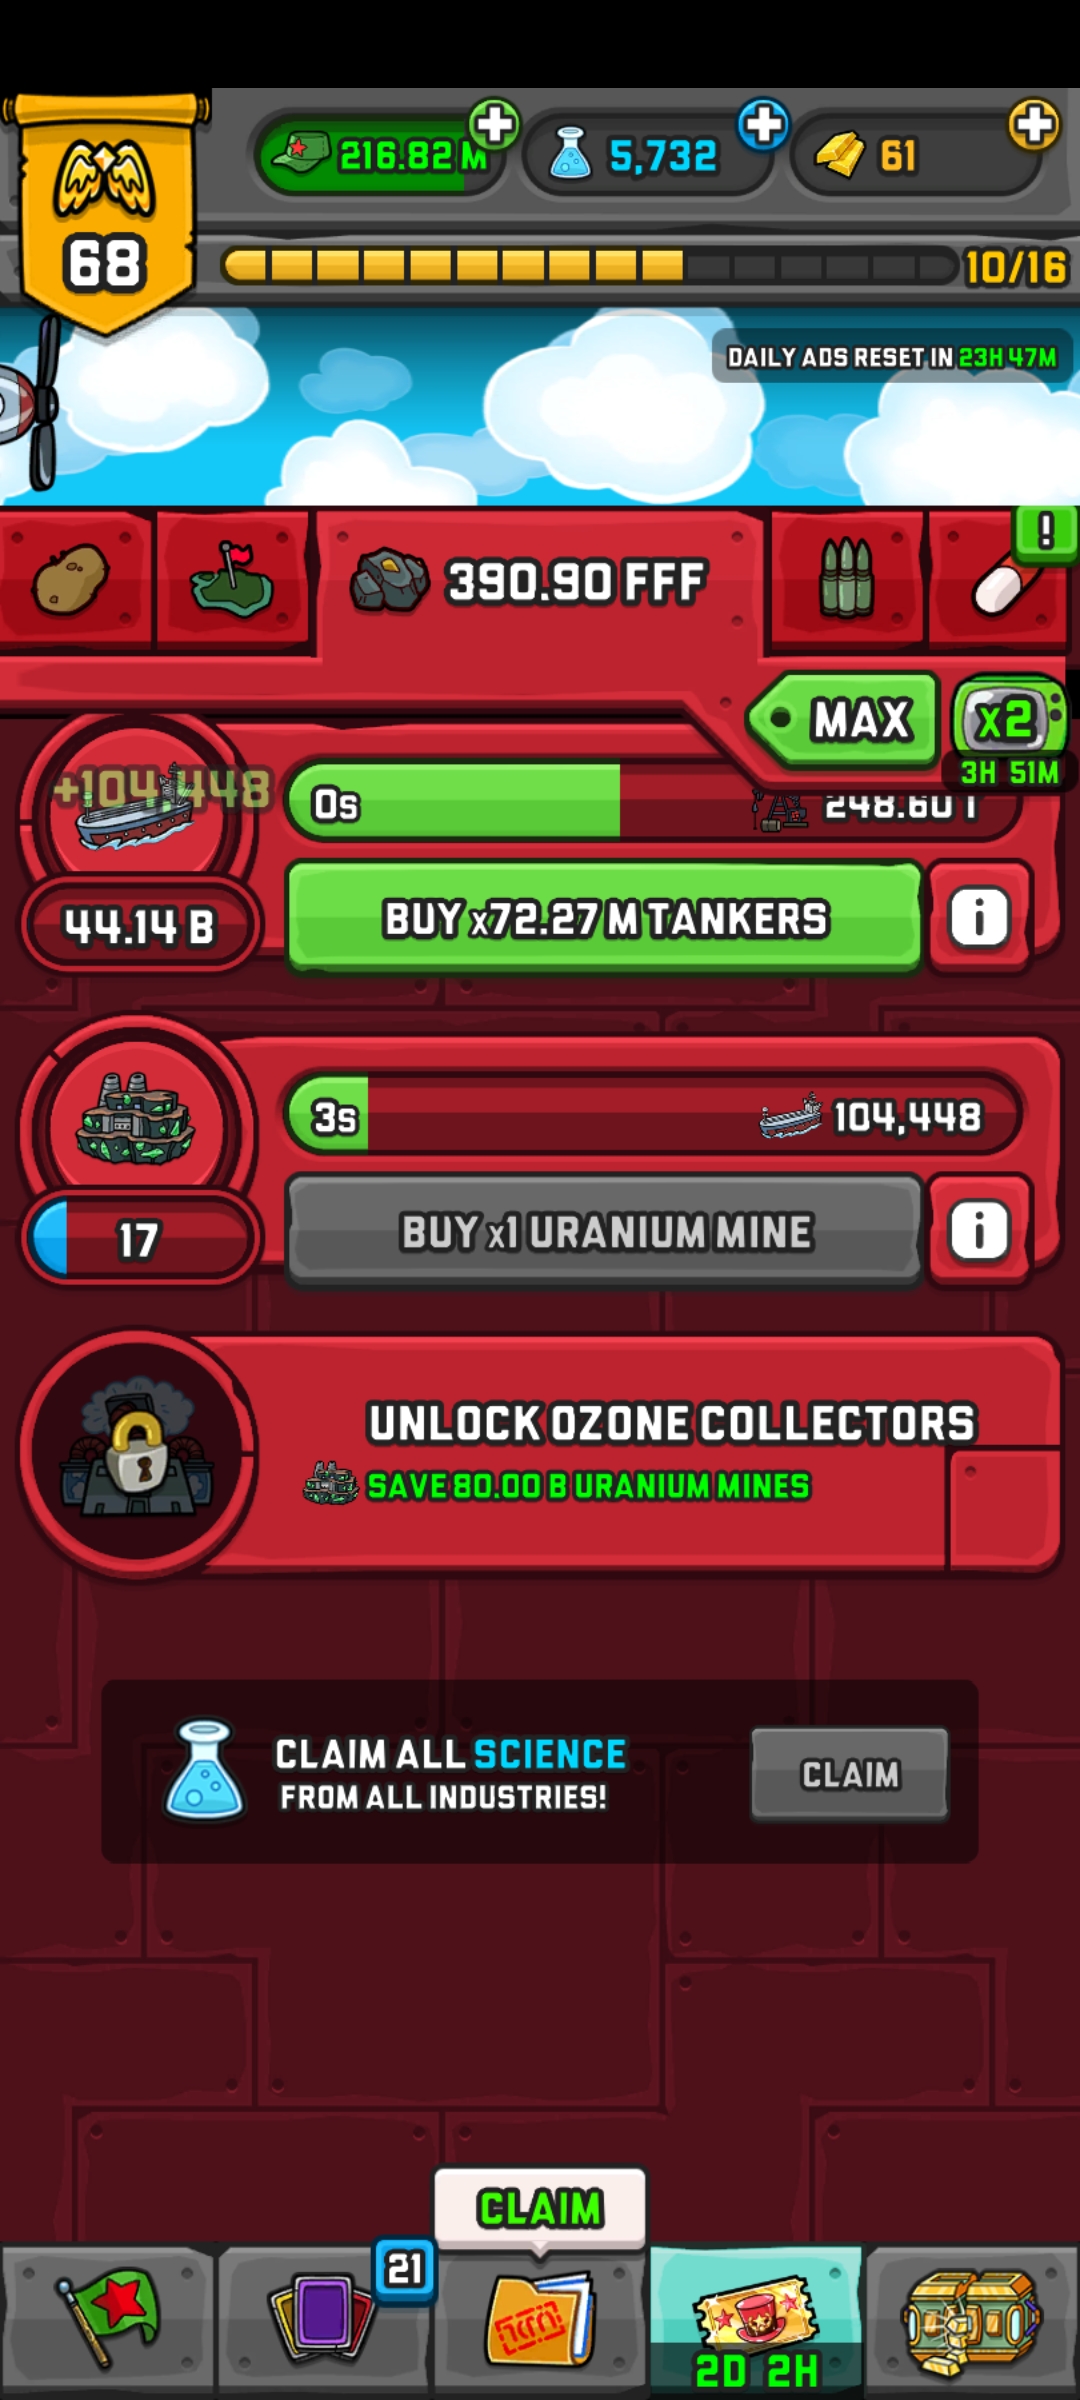 216.82 M
5,732
61
68
10/16
DAILY ADS RESET IN 23H 47M
!
390.90 FFF
MAX
x2
3H 51M
+104,448
0s
248.60 T
44.14 B
BUY x72.27 M TANKERS
i
3s
104,448
17
BUY x1 URANIUM MINE
i
UNLOCK OZONE COLLECTORS
SAVE 80.00 B URANIUM MINES
CLAIM ALL SCIENCE
FROM ALL INDUSTRIES!
CLAIM
CLAIM
21
2D 2H